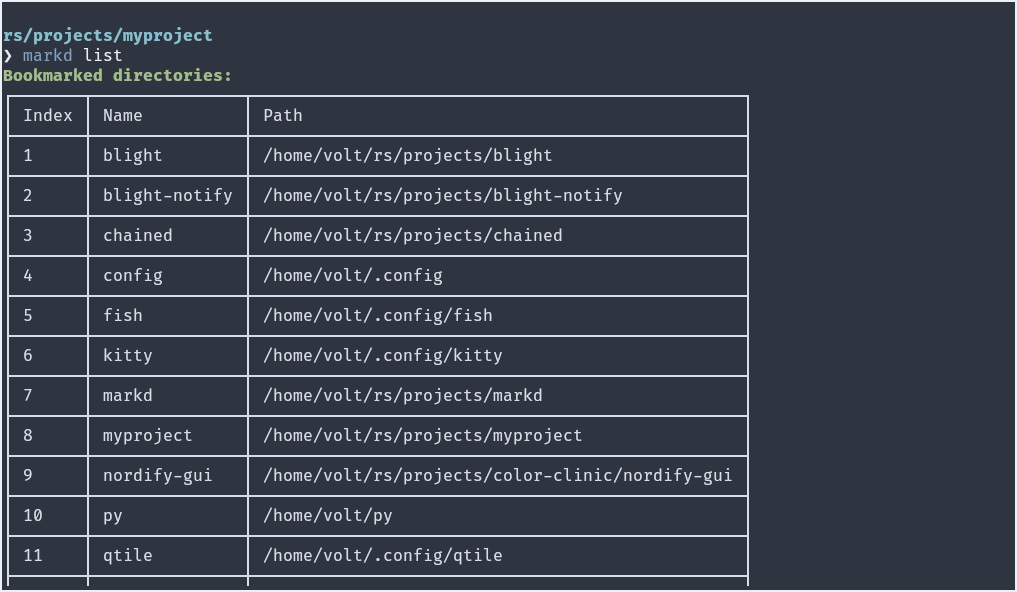 rs/projects/myproject
❯ markd list
Bookmarked directories:
Index Name Path
1 blight /home/volt/rs/projects/blight
2 blight-notify /home/volt/rs/projects/blight-notify
3 chained /home/volt/rs/projects/chained
4 config /home/volt/.config
5 fish /home/volt/.config/fish
6 kitty /home/volt/.config/kitty
7 markd /home/volt/rs/projects/markd
8 myproject /home/volt/rs/projects/myproject
9 nordify-gui /home/volt/rs/projects/color-clinic/nordify-gui
10 py /home/volt/py
11 qtile /home/volt/.config/qtile